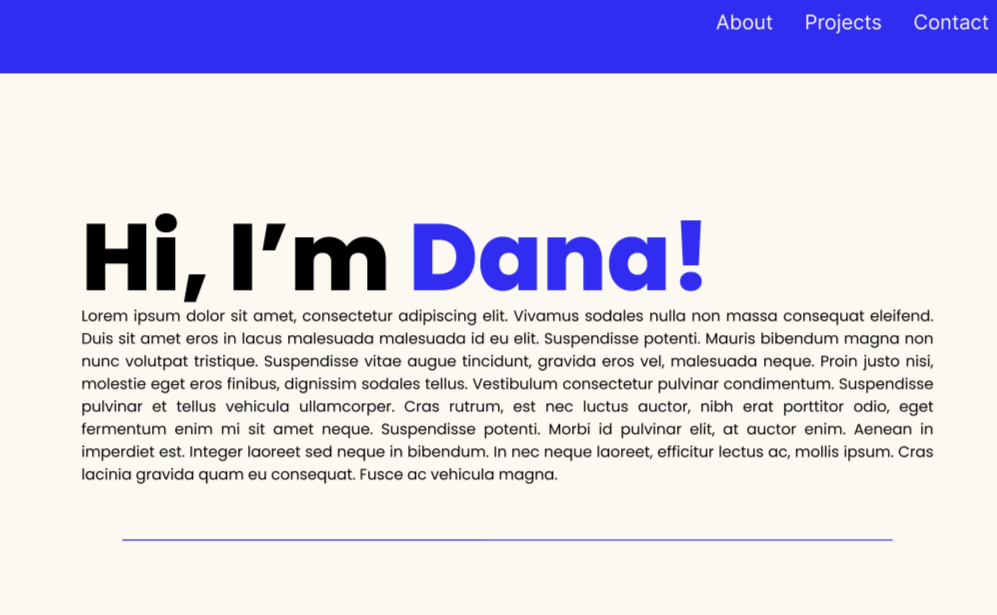 About Projects Contact
Hi, I’m Dana!
Lorem ipsum dolor sit amet, consectetur adipiscing elit. Vivamus sodales nulla non massa consequat eleifend.
Duis sit amet eros in lacus malesuada malesuada id eu elit. Suspendisse potenti. Mauris bibendum magna non
nunc volutpat tristique. Suspendisse vitae augue tincidunt, gravida eros vel, malesuada neque. Proin justo nisi,
molestie eget eros finibus, dignissim sodales tellus. Vestibulum consectetur pulvinar condimentum. Suspendisse
pulvinar et tellus vehicula ullamcorper. Cras rutrum, est nec luctus auctor, nibh erat porttitor odio, eget
fermentum enim mi sit amet neque. Suspendisse potenti. Morbi id pulvinar elit, at auctor enim. Aenean in
imperdiet est. Integer laoreet sed neque in bibendum. In nec neque laoreet, efficitur lectus ac, mollis ipsum. Cras
lacinia gravida quam eu consequat. Fusce ac vehicula magna.